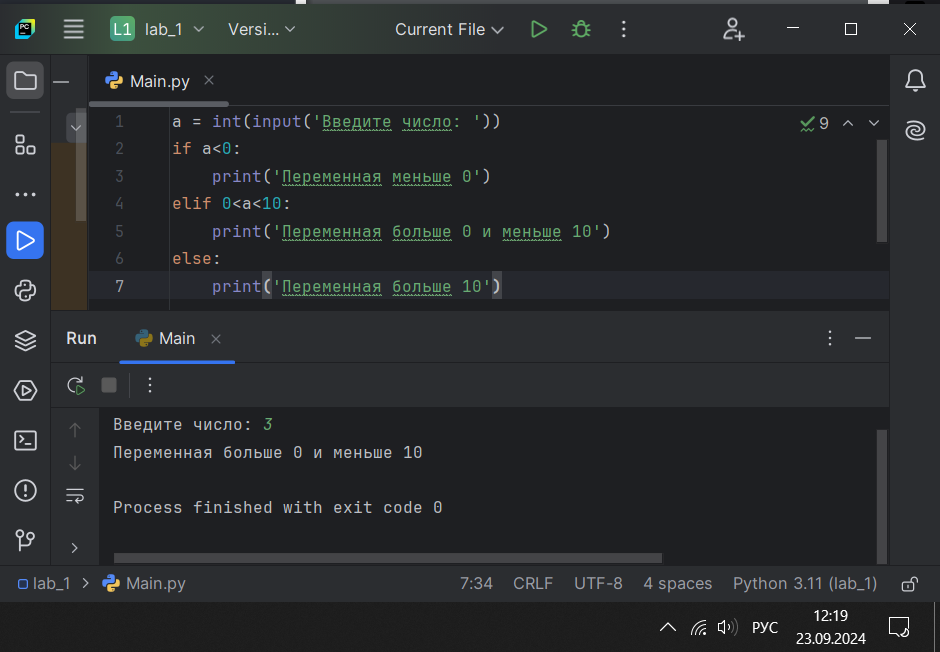 PC L1 lab_1 Versi... Current File
Main.py
1 a = int(input('Введите число: ')) 9
2 if a<0:
3     print('Переменная меньше 0')
4 elif 0<a<10:
5     print('Переменная больше 0 и меньше 10')
6 else:
7     print('Переменная больше 10')
Run Main
Введите число: 3
Переменная больше 0 и меньше 10
Process finished with exit code 0
lab_1 > Main.py 7:34 CRLF UTF-8 4 spaces Python 3.11 (lab_1)
12:19
РУС
23.09.2024